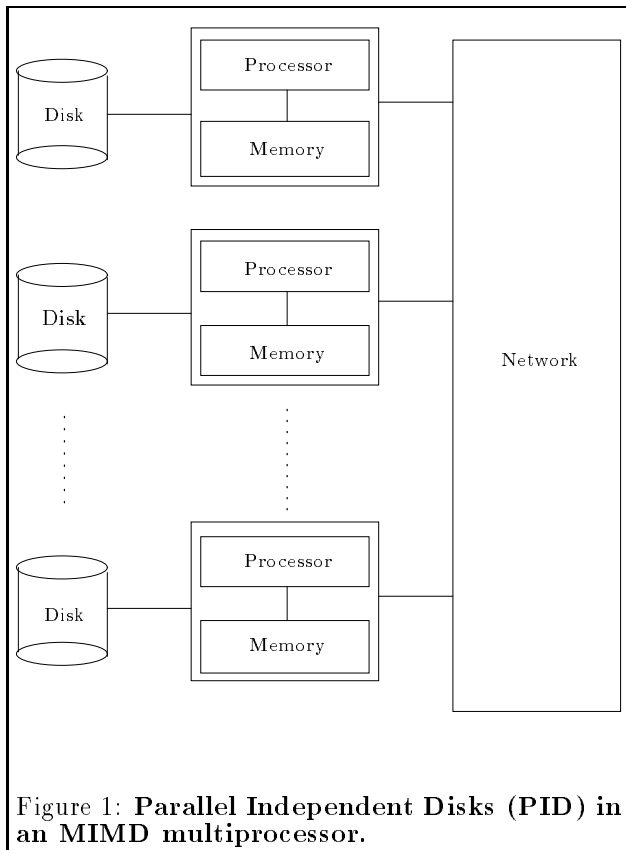 Processor
Disk
Memory
Processor
Disk
Memory
Network
Processor
Disk
Memory
Figure 1: Parallel Independent Disks (PID) in
an MIMD multiprocessor.